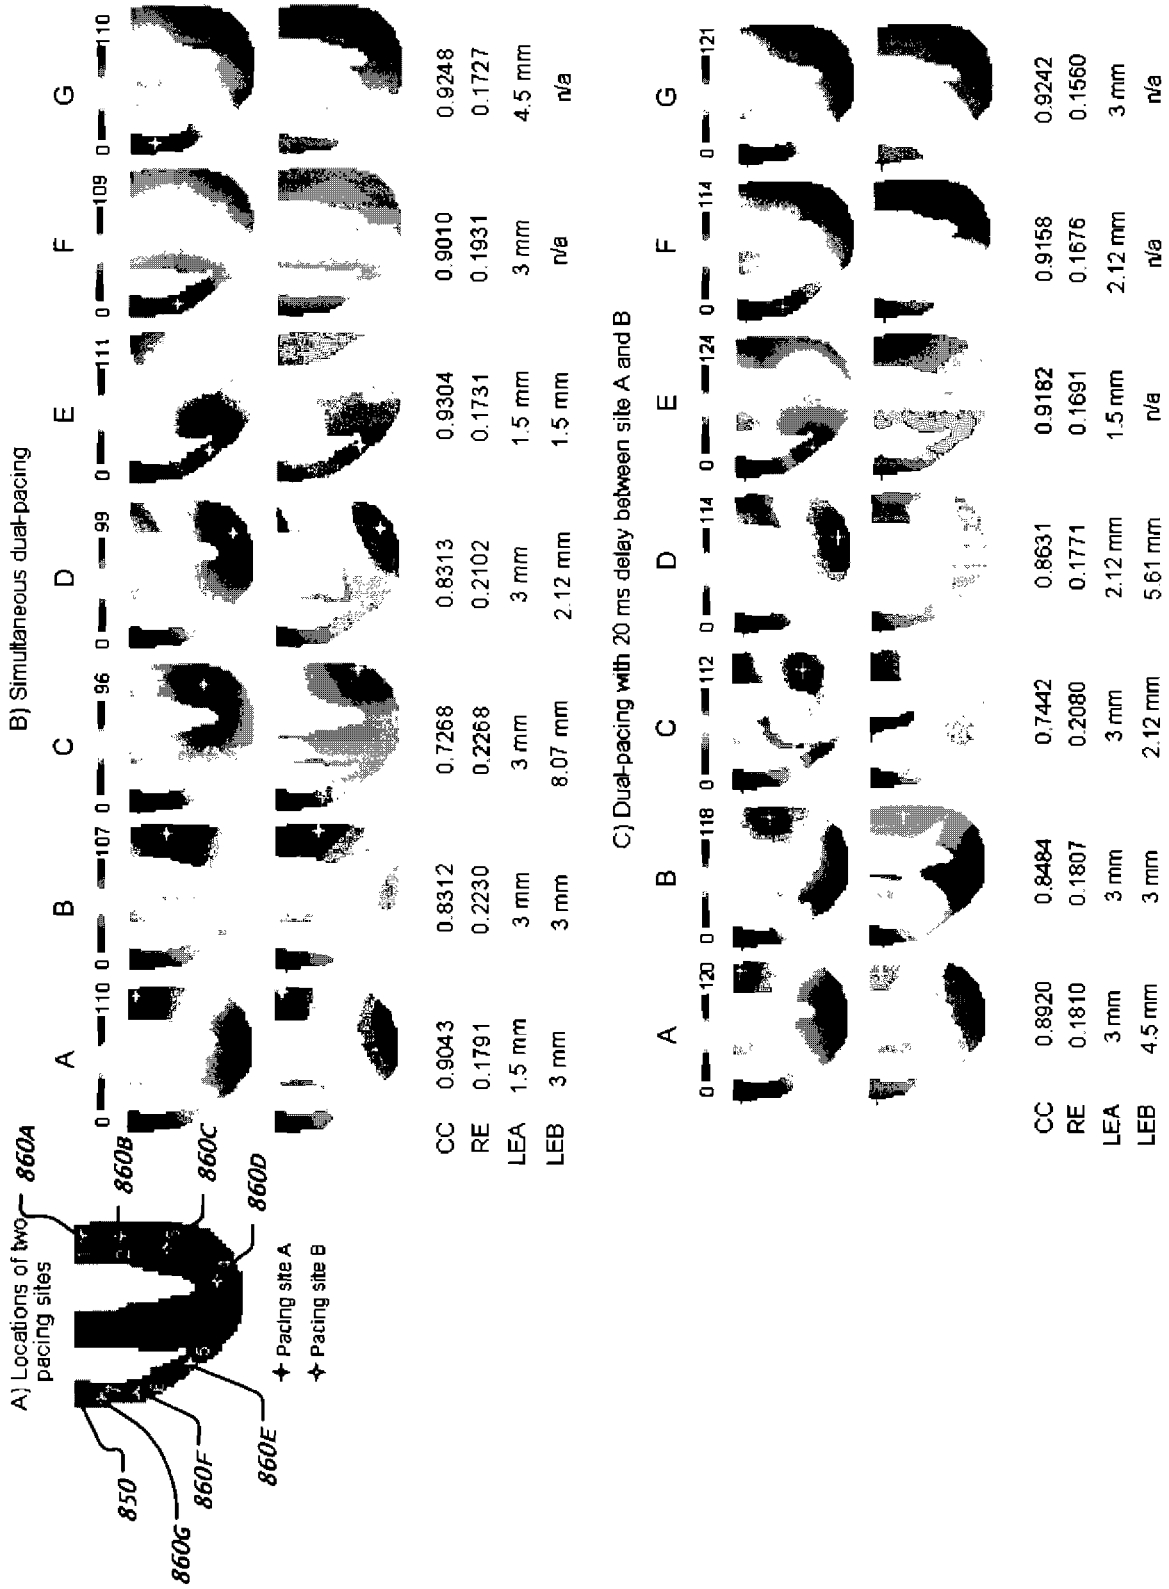 A) Locations of two
pacing sites
860A
860B
860C
860D
860E
860F
860G
850
Pacing site A
Pacing site B
B) Simultaneous dual-pacing
A B C D E F G
0 110 0 107 0 96 0 99 0 111 0 109 0 110
CC 0.9043 0.8312 0.7268 0.8313 0.9304 0.9010 0.9248
RE 0.1791 0.2230 0.2268 0.2102 0.1731 0.1931 0.1727
LEA 1.5 mm 3 mm 3 mm 3 mm 1.5 mm 3 mm 4.5 mm
LEB 3 mm 3 mm 8.07 mm 2.12 mm 1.5 mm n/a n/a
C) Dual-pacing with 20 ms delay between site A and B
A B C D E F G
0 120 0 118 0 112 0 114 0 124 0 114 0 121
CC 0.8920 0.8484 0.7442 0.8631 0.9182 0.9158 0.9242
RE 0.1810 0.1807 0.2080 0.1771 0.1691 0.1676 0.1560
LEA 3 mm 3 mm 3 mm 2.12 mm 1.5 mm 2.12 mm 3 mm
LEB 4.5 mm 3 mm 2.12 mm 5.61 mm n/a n/a n/a